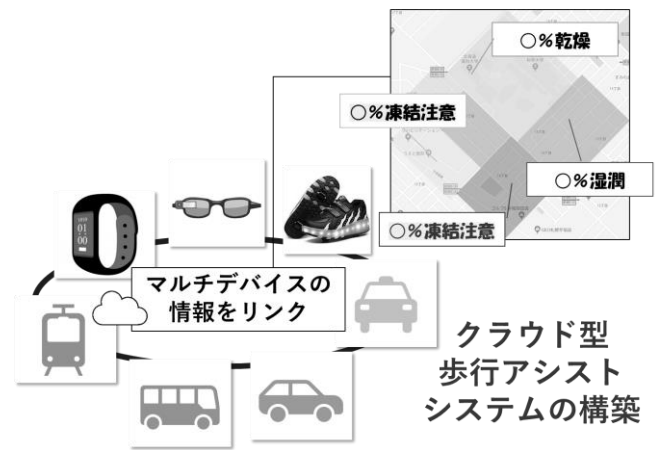 ○%乾燥
○%凍結注意
○%湿潤
○%凍結注意
マルチデバイスの
情報をリンク
クラウド型
歩行アシスト
システムの構築